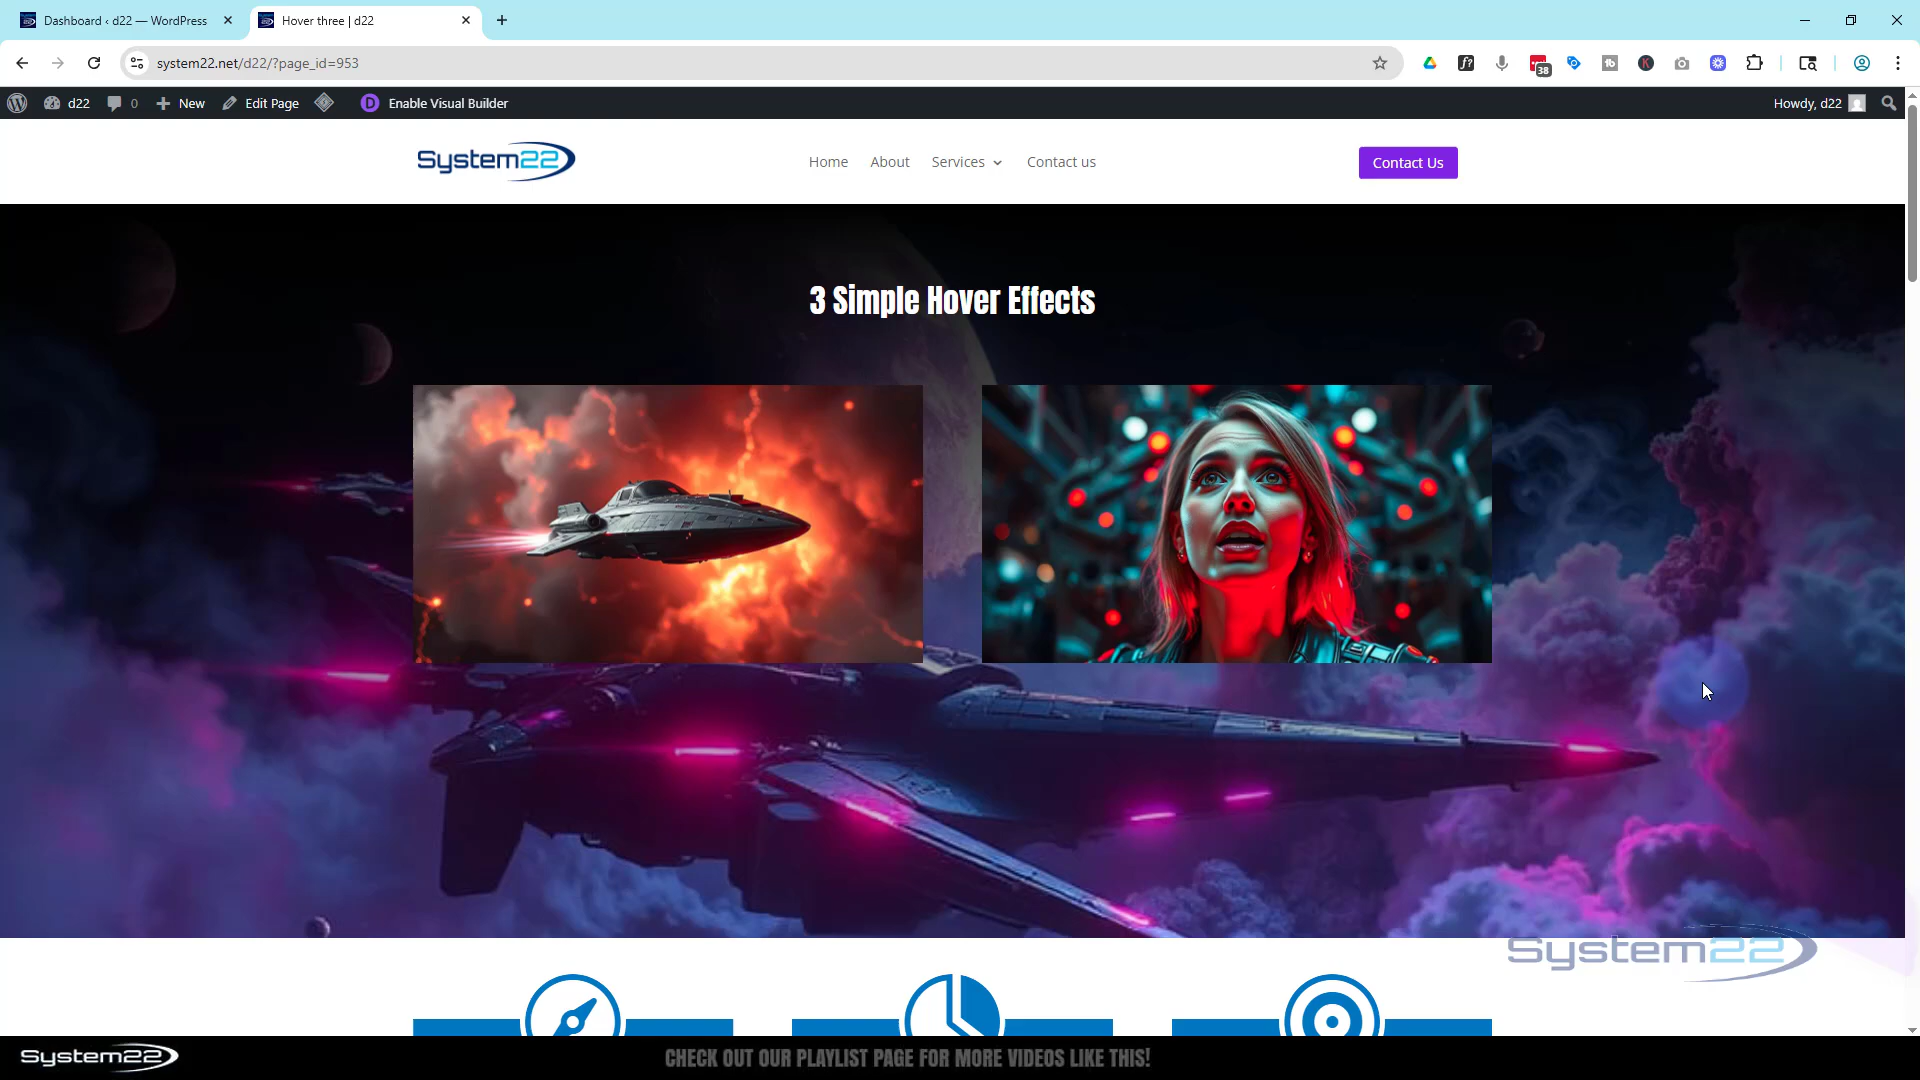 Dashboard ‹ d22 — WordPress
Hover three | d22
system22.net/d22/?page_id=953
38
d22
0
New
Edit Page
D
Enable Visual Builder
Howdy, d22
System22
Home
About
Services
Contact us
Contact Us
3 Simple Hover Effects
System22
System22
CHECK OUT OUR PLAYLIST PAGE FOR MORE VIDEOS LIKE THIS!